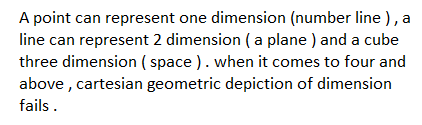 A point can represent one dimension (number line ) , a
line can represent 2 dimension ( a plane ) and a cube
three dimension ( space ) . when it comes to four and
above , cartesian geometric depiction of dimension
fails .